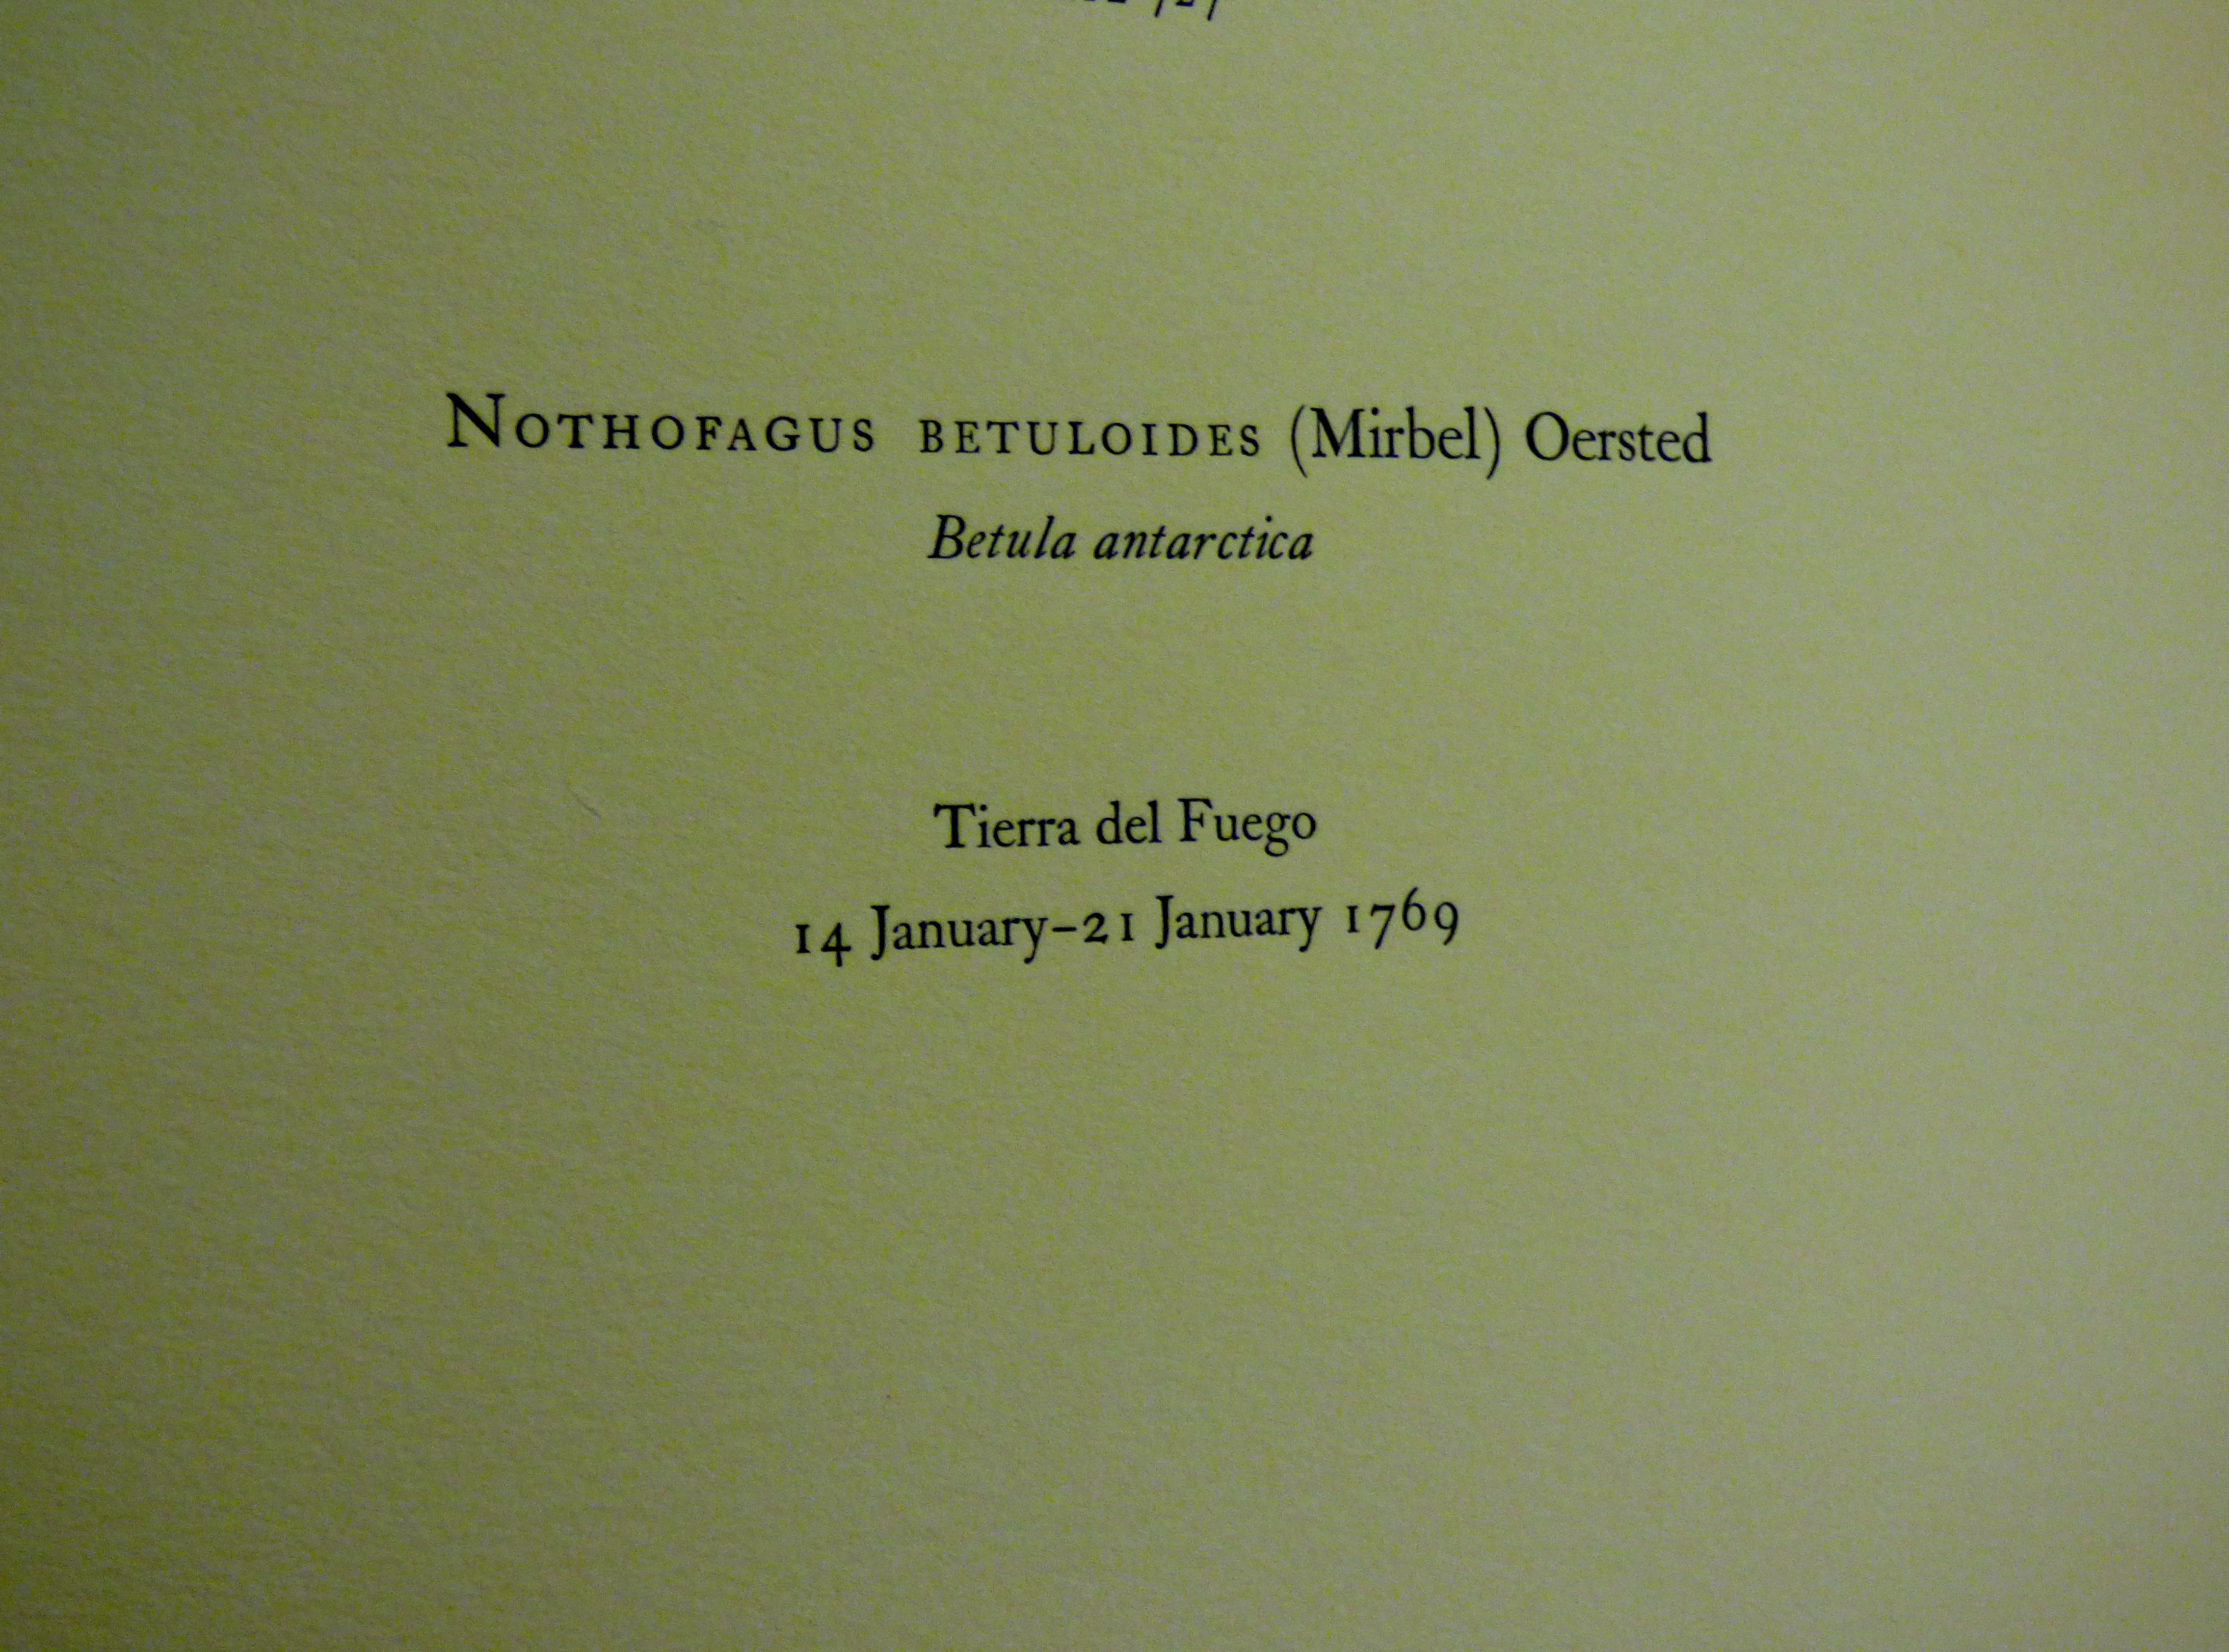 NOTHOFAGUS BETULOIDES (Mirbel) Oersted
Betula antarctica
Tierra del Fuego
14 January–21 January 1769